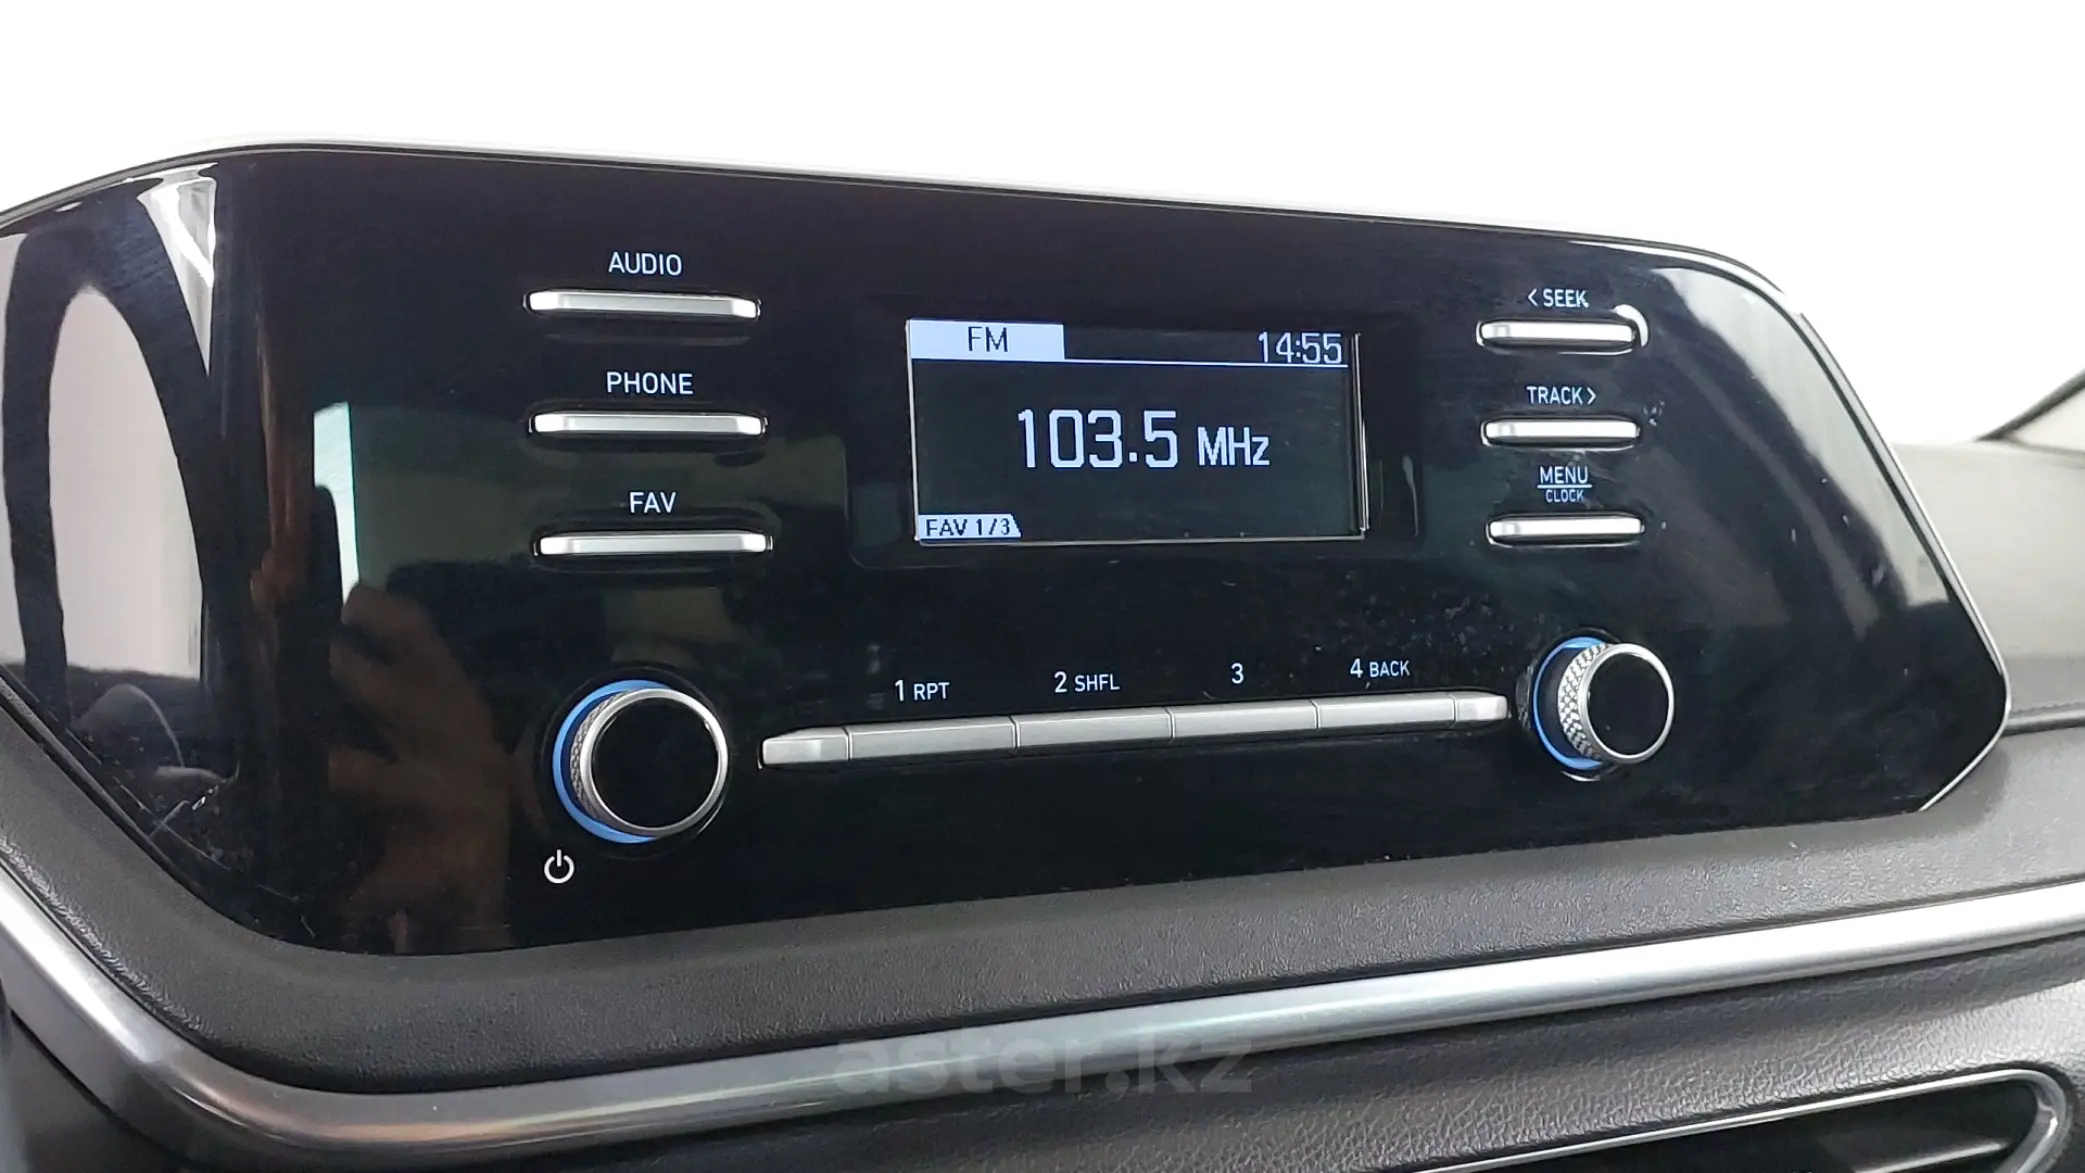 AUDIO
PHONE
FAV
FM 14:55
103.5 MHz
FAV 1/3
< SEEK
TRACK >
MENU
CLOCK
1 RPT 2 SHFL 3 4 BACK
aster.kz